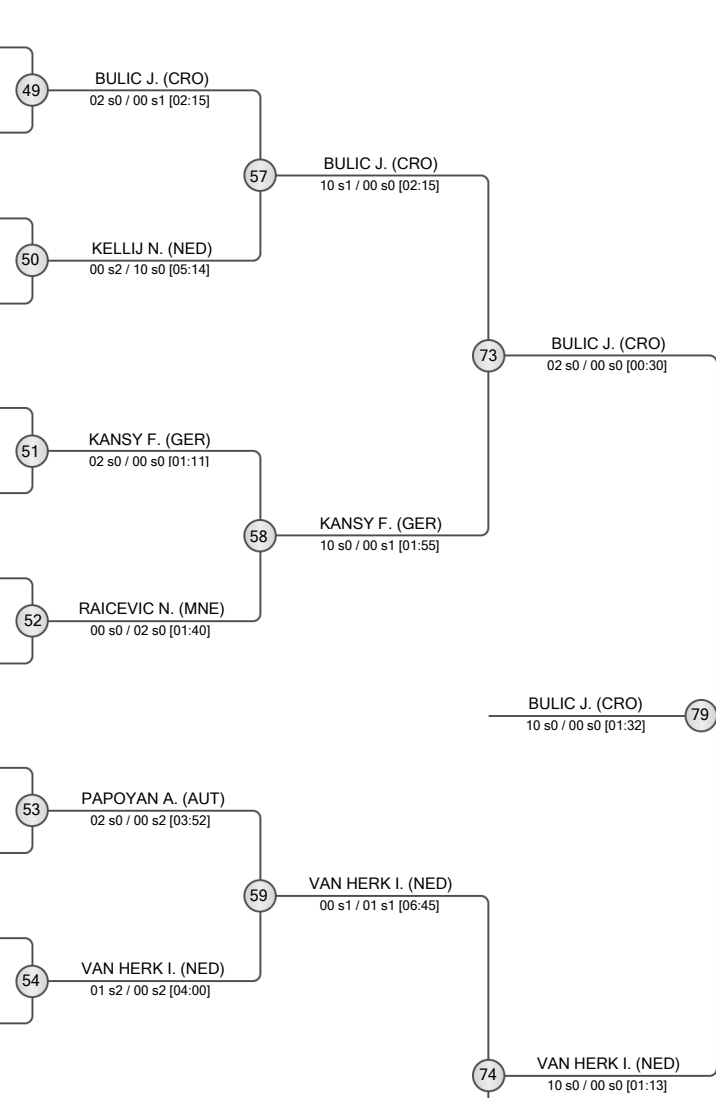 49
BULIC J. (CRO)
02 s0 / 00 s1 [02:15]
57
BULIC J. (CRO)
10 s1 / 00 s0 [02:15]
50
KELLIJ N. (NED)
00 s2 / 10 s0 [05:14]
73
BULIC J. (CRO)
02 s0 / 00 s0 [00:30]
51
KANSY F. (GER)
02 s0 / 00 s0 [01:11]
58
KANSY F. (GER)
10 s0 / 00 s1 [01:55]
52
RAICEVIC N. (MNE)
00 s0 / 02 s0 [01:40]
BULIC J. (CRO)
10 s0 / 00 s0 [01:32]
79
53
PAPOYAN A. (AUT)
02 s0 / 00 s2 [03:52]
59
VAN HERK I. (NED)
00 s1 / 01 s1 [06:45]
54
VAN HERK I. (NED)
01 s2 / 00 s2 [04:00]
74
VAN HERK I. (NED)
10 s0 / 00 s0 [01:13]